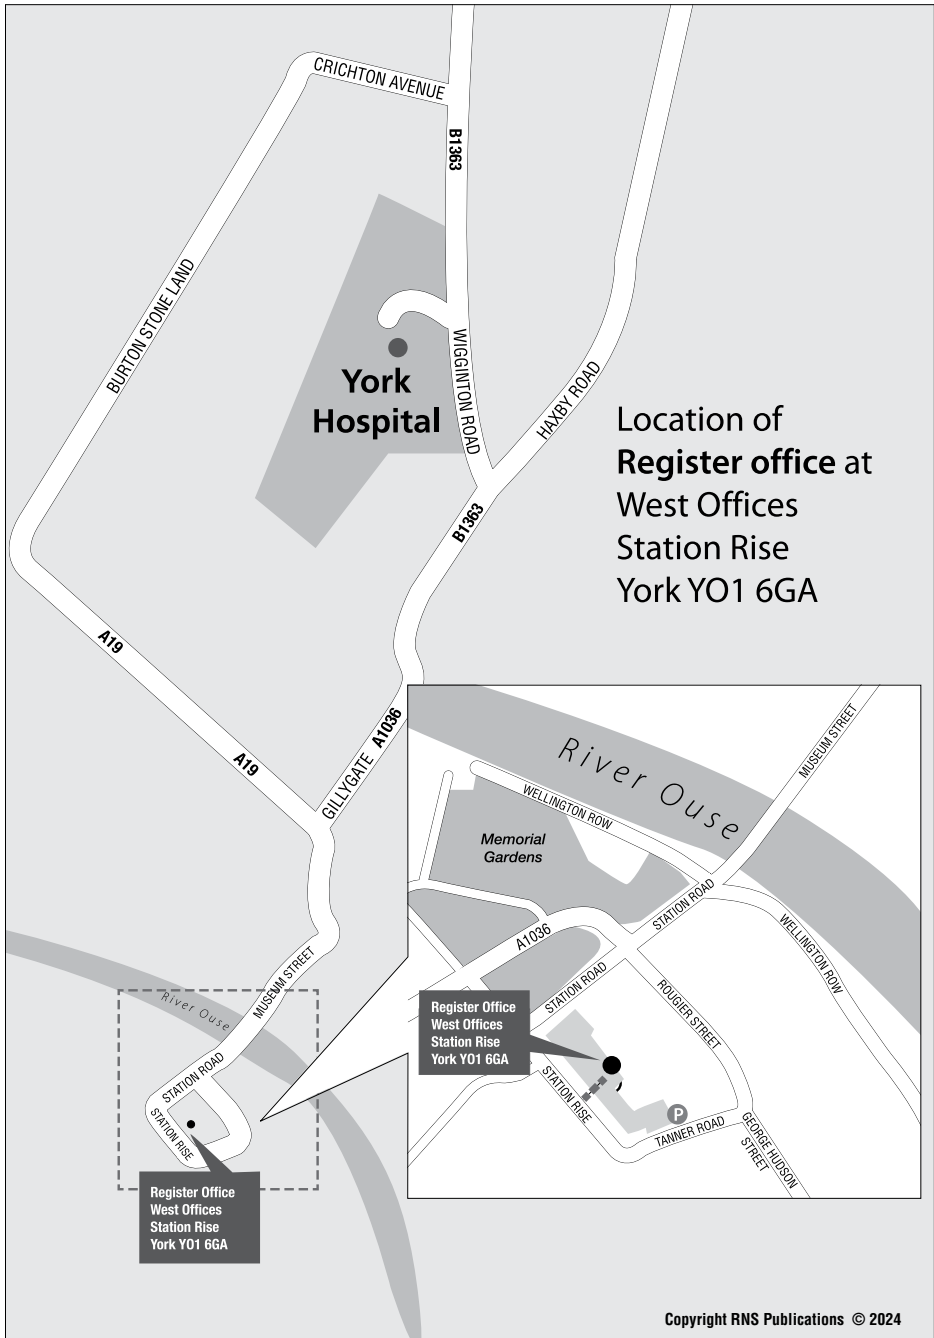 CRICHTON AVENUE
B1363
BURTON STONE LAND
York
Hospital
WIGGINTON ROAD
HAXBY ROAD
Location of
Register office at
West Offices
Station Rise
York YO1 6GA
B1363
A19
A19
GILLYGATE A1036
MUSEUM STREET
River Ouse
STATION ROAD
STATION RISE
Register Office
West Offices
Station Rise
York YO1 6GA
MUSEUM STREET
River Ouse
WELLINGTON ROW
Memorial
Gardens
STATION ROAD
WELLINGTON ROW
A1036
STATION ROAD
ROUGIER STREET
Register Office
West Offices
Station Rise
York YO1 6GA
STATION RISE
P
TANNER ROAD
GEORGE HUDSON
STREET
Copyright RNS Publications © 2024